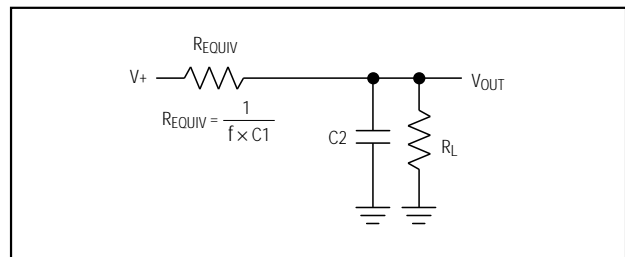 REQUIV
V+
VOUT
REQUIV = 1 / f × C1
C2
RL